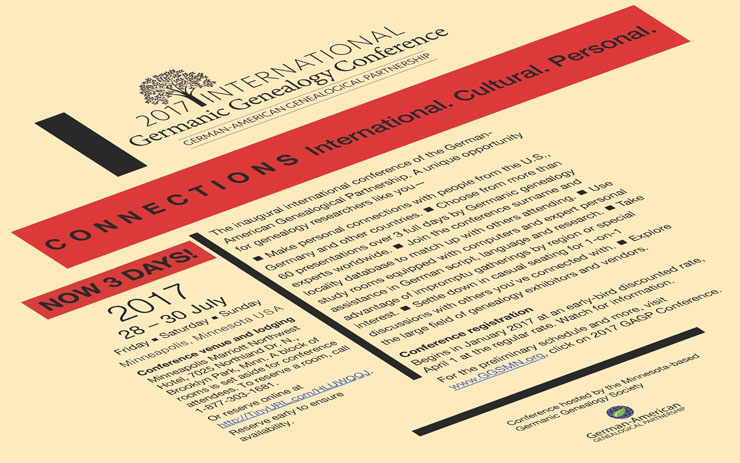 2017 INTERNATIONAL
Germanic Genealogy Conference
GERMAN-AMERICAN GENEALOGICAL PARTNERSHIP
CONNECTIONS International. Cultural. Personal.
NOW 3 DAYS!
2017
28 – 30 July
Friday ▪ Saturday ▪ Sunday
Minneapolis, Minnesota USA
Conference venue and lodging
Minneapolis Marriott Northwest
Hotel, 7025 Northland Dr. N.,
Brooklyn Park, Minn. A block of
rooms is set aside for conference
attendees. To reserve a room, call
1-877-303-1681.
Or reserve online at
http://TinyURL.com/HLUWQQJ.
Reserve early to ensure
availability.
The inaugural international conference of the German-
American Genealogical Partnership. A unique opportunity
for genealogy researchers like you—
■ Make personal connections with people from the U.S.,
Germany and other countries. ■ Choose from more than
60 presentations over 3 full days by Germanic genealogy
experts worldwide. ■ Join the conference surname and
locality database to match up with others attending. ■ Use
study rooms equipped with computers and expert personal
assistance in German script, language and research. ■ Take
advantage of impromptu gatherings by region or special
interest. ■ Settle down in casual seating for 1-on-1
discussions with others you've connected with. ■ Explore
the large field of genealogy exhibitors and vendors.
Conference registration
Begins in January 2017 at an early-bird discounted rate,
April 1 at the regular rate. Watch for information.
For the preliminary schedule and more, visit
www.GGSMN.org, click on 2017 GAGP Conference.
Conference hosted by the Minnesota-based
Germanic Genealogy Society
German-American
GENEALOGICAL PARTNERSHIP